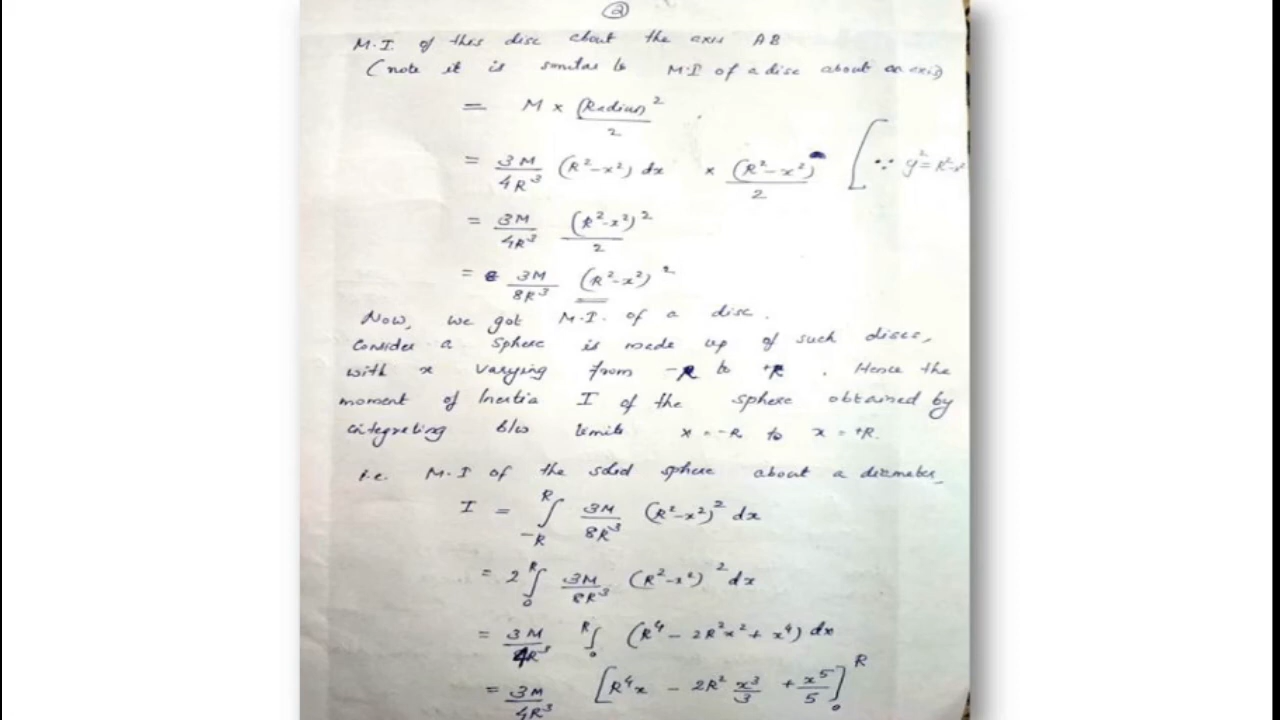 ②
M.I. of this disc about the axis AB
(note it is similar to M.I of a disc about an axis)
= M × (Radius)² / 2
= 3M / 4R³ (R²-x²) dx × (R²-x²) / 2 [ ∵ y² = R²-x²
= 3M / 4R³ (R²-x²)² / 2
= 3M / 8R³ (R²-x²)²
Now, we got M.I. of a disc.
Consider a sphere is made up of such discs,
with x varying from -R to +R. Hence the
moment of Inertia I of the sphere obtained by
integrating b/w limits x = -R to x = +R.
i.e. M.I of the solid sphere about a diameter,
I = ∫_{-R}^{R} 3M / 8R³ (R²-x²)² dx
= 2 ∫_0^R 3M / 8R³ (R²-x²)² dx
= 3M / 4R³ ∫_0^R (R⁴ - 2R²x² + x⁴) dx
= 3M / 4R³ [R⁴x - 2R² x³/3 + x⁵/5]_0^R